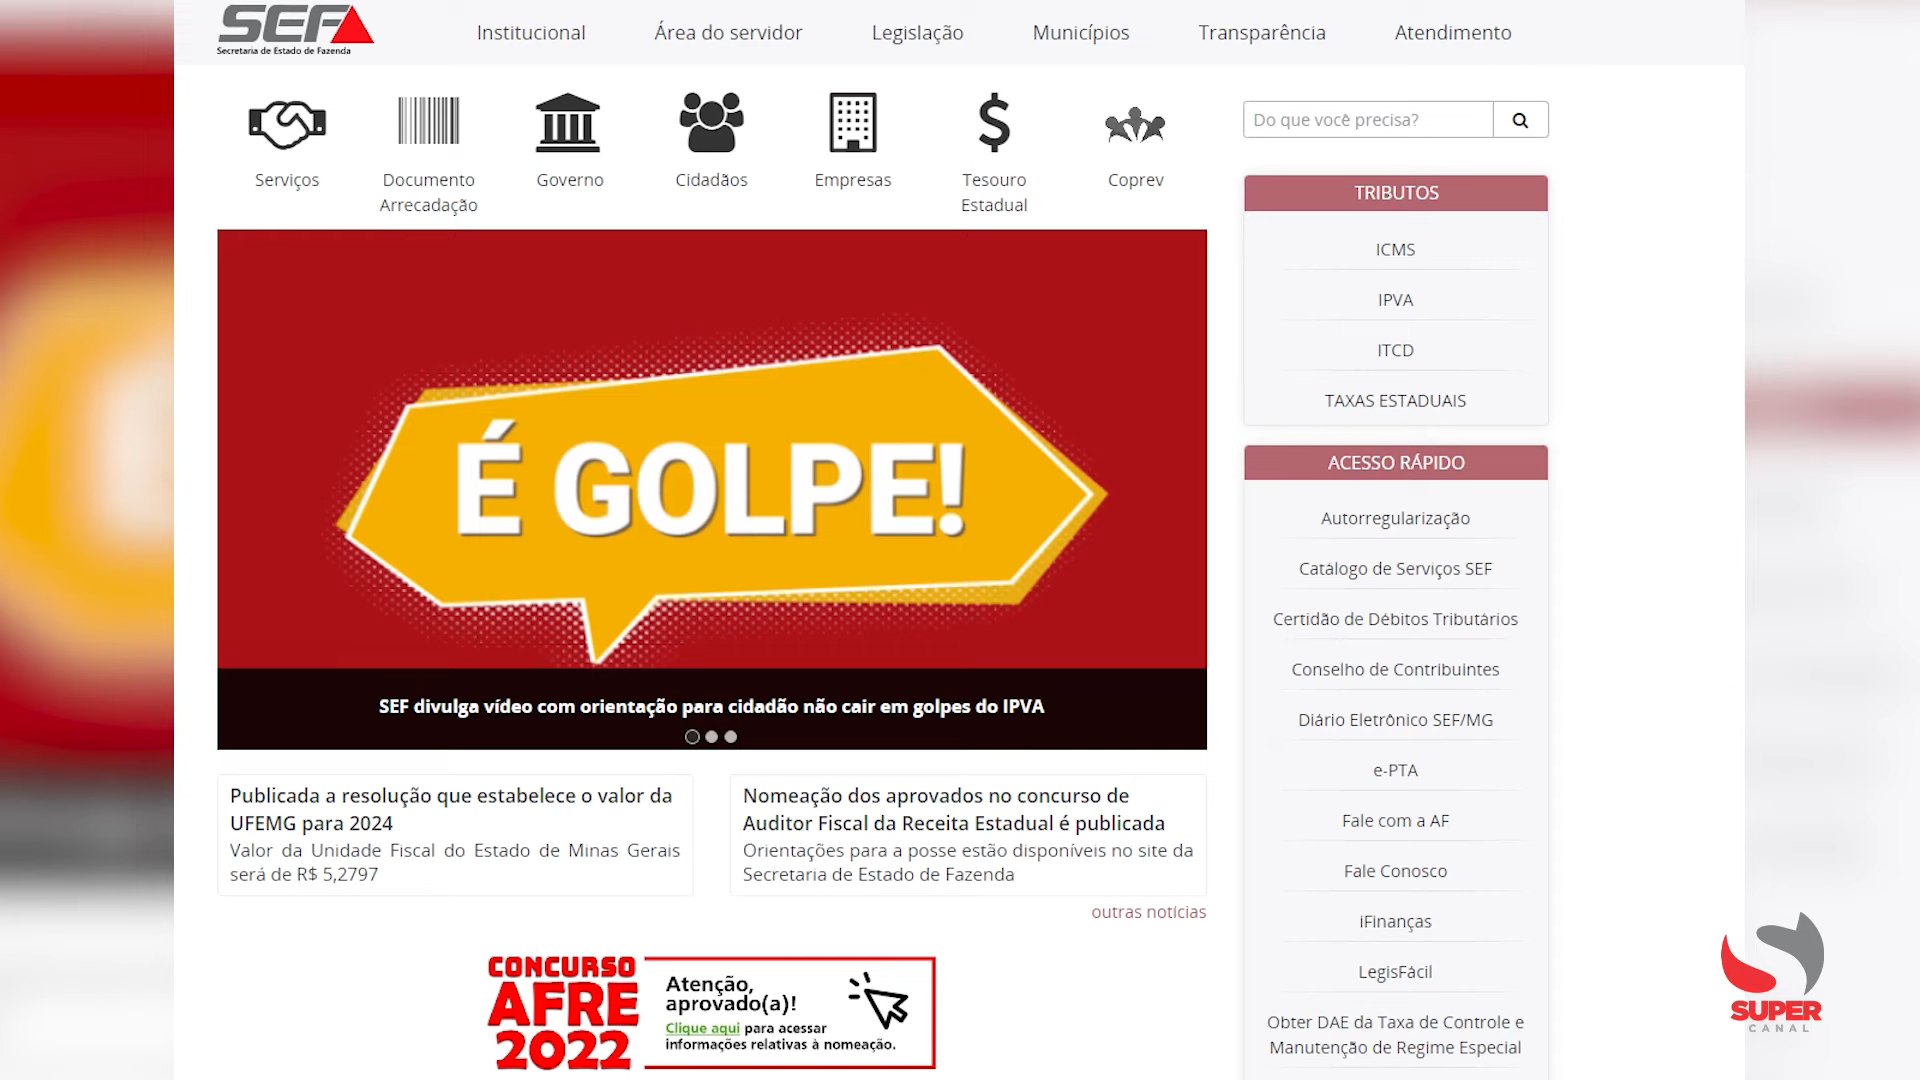 SEF
Secretaria de Estado de Fazenda
Institucional
Área do servidor
Legislação
Municípios
Transparência
Atendimento
Serviços
Documento
Arrecadação
Governo
Cidadãos
Empresas
Tesouro
Estadual
Coprev
Do que você precisa?
É GOLPE!
SEF divulga vídeo com orientação para cidadão não cair em golpes do IPVA
Publicada a resolução que estabelece o valor da
UFEMG para 2024
Valor da Unidade Fiscal do Estado de Minas Gerais
será de R$ 5,2797
Nomeação dos aprovados no concurso de
Auditor Fiscal da Receita Estadual é publicada
Orientações para a posse estão disponíveis no site da
Secretaria de Estado de Fazenda
outras notícias
CONCURSO
AFRE
2022
Atenção,
aprovado(a)!
Clique aqui para acessar
informações relativas à nomeação.
TRIBUTOS
ICMS
IPVA
ITCD
TAXAS ESTADUAIS
ACESSO RÁPIDO
Autorregularização
Catálogo de Serviços SEF
Certidão de Débitos Tributários
Conselho de Contribuintes
Diário Eletrônico SEF/MG
e-PTA
Fale com a AF
Fale Conosco
iFinanças
LegisFácil
Obter DAE da Taxa de Controle e
Manutenção de Regime Especial
SUPER
CANAL